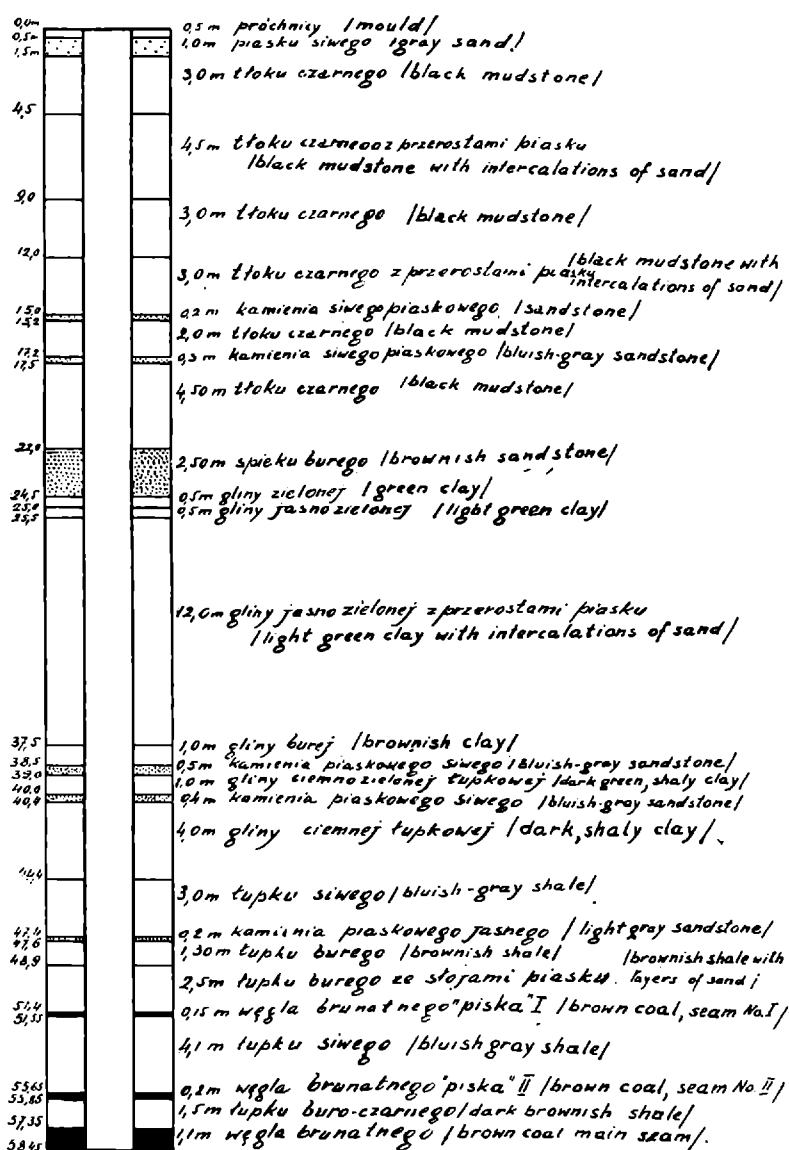 0,0m
0,5m próchnicy /mould/
0,5m
1,0m piasku siwego /gray sand/
1,5m
3,0m tłoku czarnego /black mudstone/
4,5
4,5m tłoku czarnego z przerostami piasku
/black mudstone with intercalations of sand/
9,0
3,0m tłoku czarnego /black mudstone/
12,0
3,0m tłoku czarnego z przerostami piasku /black mudstone with
intercalations of sand/
15,0
0,2m kamienia siwego piaskowego /sandstone/
15,2
2,0m tłoku czarnego /black mudstone/
17,2
0,3m kamienia siwego piaskowego /bluish-gray sandstone/
17,5
4,50m tłoku czarnego /black mudstone/
22,0
2,50m spieku burego /brownish sandstone/
24,5
0,5m gliny zielonej /green clay/
25,0
0,5m gliny jasno zielonej /light green clay/
25,5
12,0m gliny jasno zielonej z przerostami piasku
/light green clay with intercalations of sand/
37,5
1,0m gliny burej /brownish clay/
38,5
0,5m kamienia piaskowego siwego /bluish-gray sandstone/
39,0
1,0m gliny ciemno zielonej łupkowej /dark green, shaly clay/
40,0
0,4m kamienia piaskowego siwego /bluish-gray sandstone/
40,4
4,0m gliny ciemnej łupkowej /dark, shaly clay/
44,4
3,0m łupku siwego /bluish-gray shale/
47,4
0,2m kamienia piaskowego jasnego /light gray sandstone/
47,6
1,30m łupku burego /brownish shale/
48,9
2,5m łupku burego ze słojami piasku /brownish shale with
layers of sand/
51,4
0,15m węgla brunatnego "piska" I /brown coal, seam No. I/
51,55
4,1m łupku siwego /bluish gray shale/
55,65
0,2m węgla brunatnego "piska" II /brown coal, seam No. II/
55,85
1,5m łupku buro-czarnego /dark brownish shale/
57,35
1,1m węgla brunatnego /brown coal main seam/.
58,45